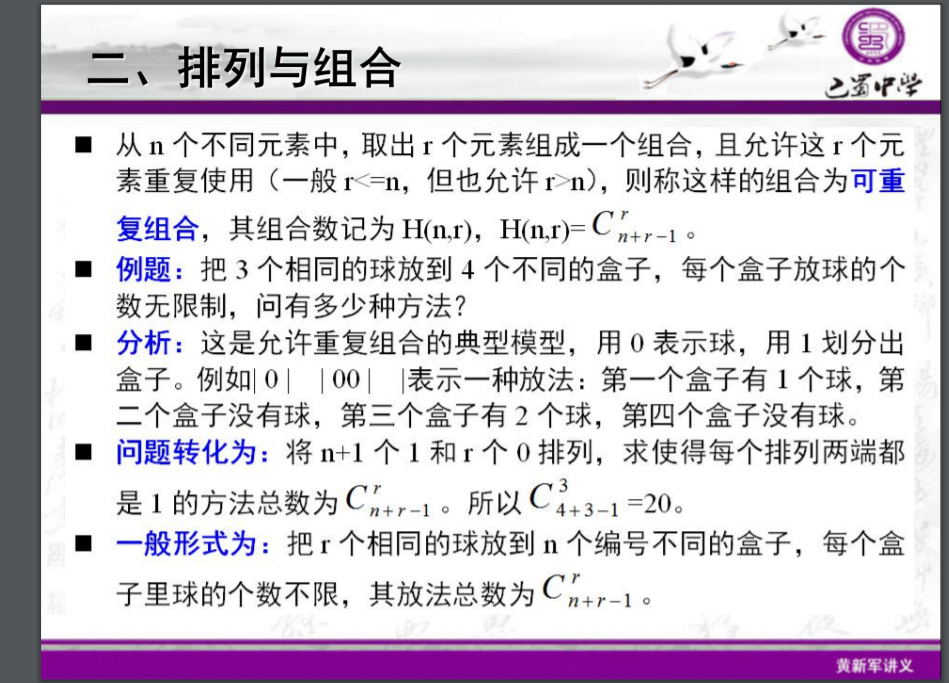 二、排列与组合
巴蜀中学
■ 从 n 个不同元素中，取出 r 个元素组成一个组合，且允许这 r 个元
素重复使用（一般 r<=n，但也允许 r>n），则称这样的组合为可重
复组合，其组合数记为 H(n,r)，H(n,r)= C_{n+r-1}^{r} 。
■ 例题：把 3 个相同的球放到 4 个不同的盒子，每个盒子放球的个
数无限制，问有多少种方法？
■ 分析：这是允许重复组合的典型模型，用 0 表示球，用 1 划分出
盒子。例如| 0 |　| 00 |　|表示一种放法：第一个盒子有 1 个球，第
二个盒子没有球，第三个盒子有 2 个球，第四个盒子没有球。
■ 问题转化为：将 n+1 个 1 和 r 个 0 排列，求使得每个排列两端都
是 1 的方法总数为 C_{n+r-1}^{r} 。所以 C_{4+3-1}^{3} =20。
■ 一般形式为：把 r 个相同的球放到 n 个编号不同的盒子，每个盒
子里球的个数不限，其放法总数为 C_{n+r-1}^{r} 。
黄新军讲义